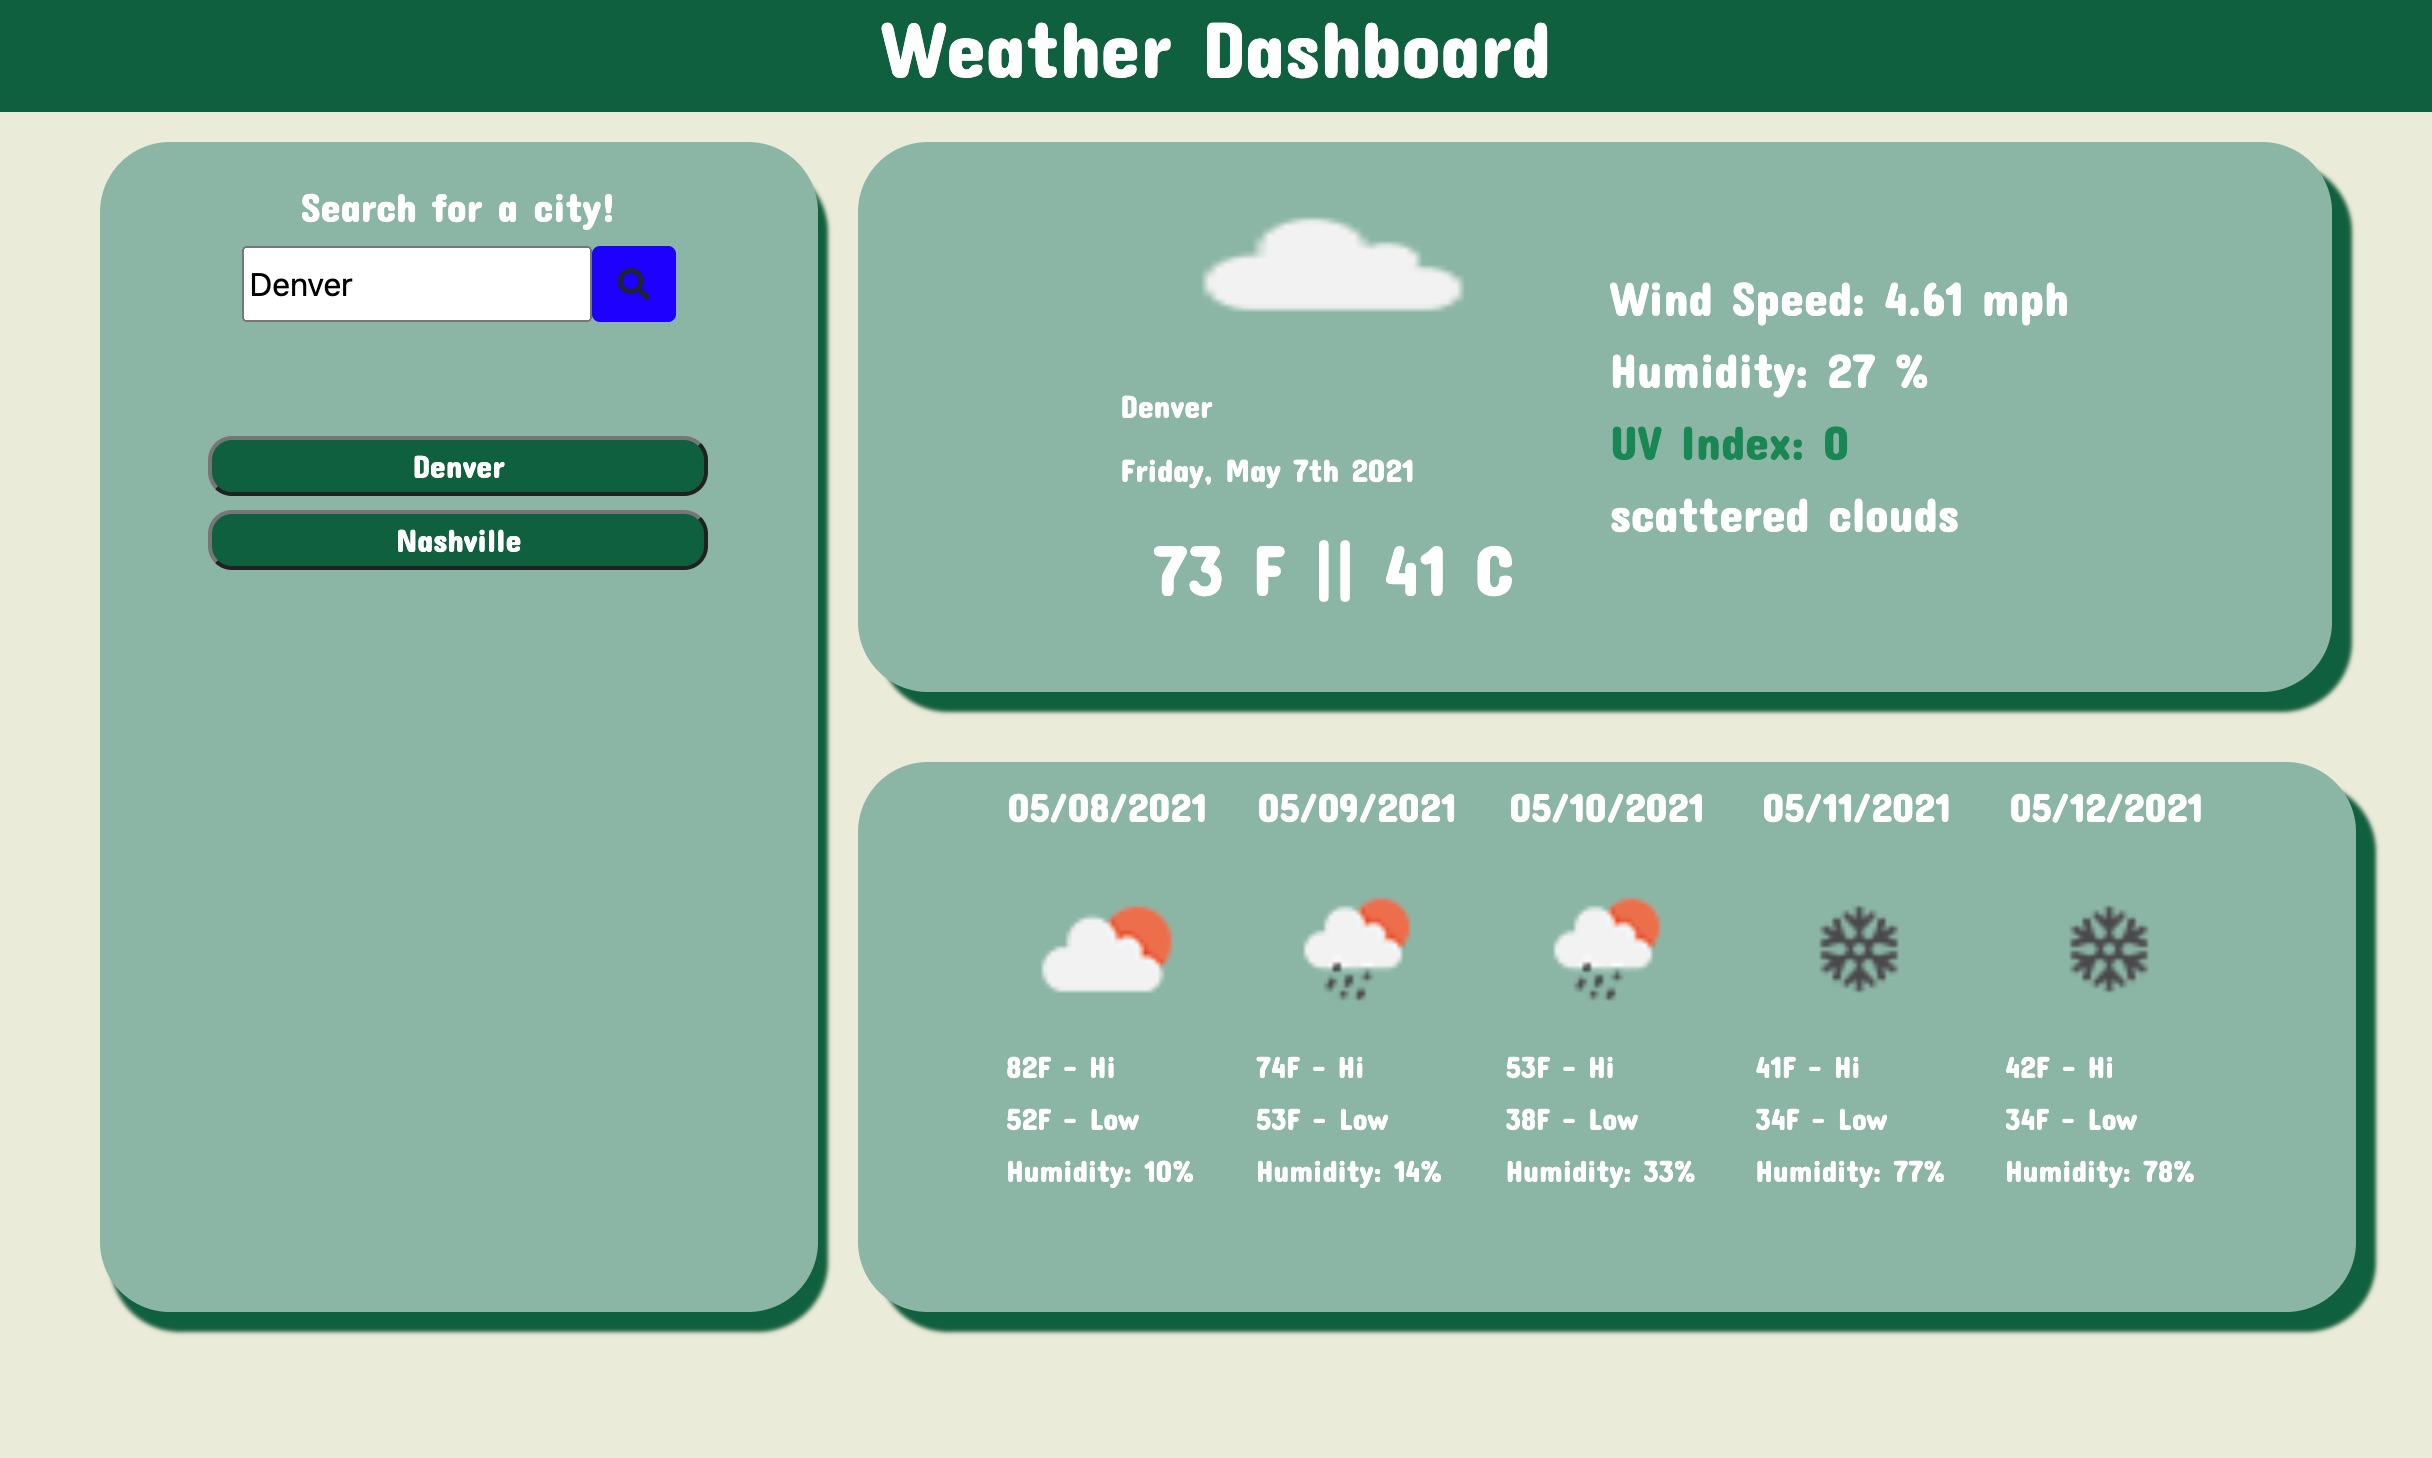 Weather Dashboard
Search for a city!
Denver
Denver
Nashville
Denver
Friday, May 7th 2021
73 F || 41 C
Wind Speed: 4.61 mph
Humidity: 27 %
UV Index: 0
scattered clouds
05/08/2021 05/09/2021 05/10/2021 05/11/2021 05/12/2021
82F - Hi 74F - Hi 53F - Hi 41F - Hi 42F - Hi
52F - Low 53F - Low 38F - Low 34F - Low 34F - Low
Humidity: 10% Humidity: 14% Humidity: 33% Humidity: 77% Humidity: 78%